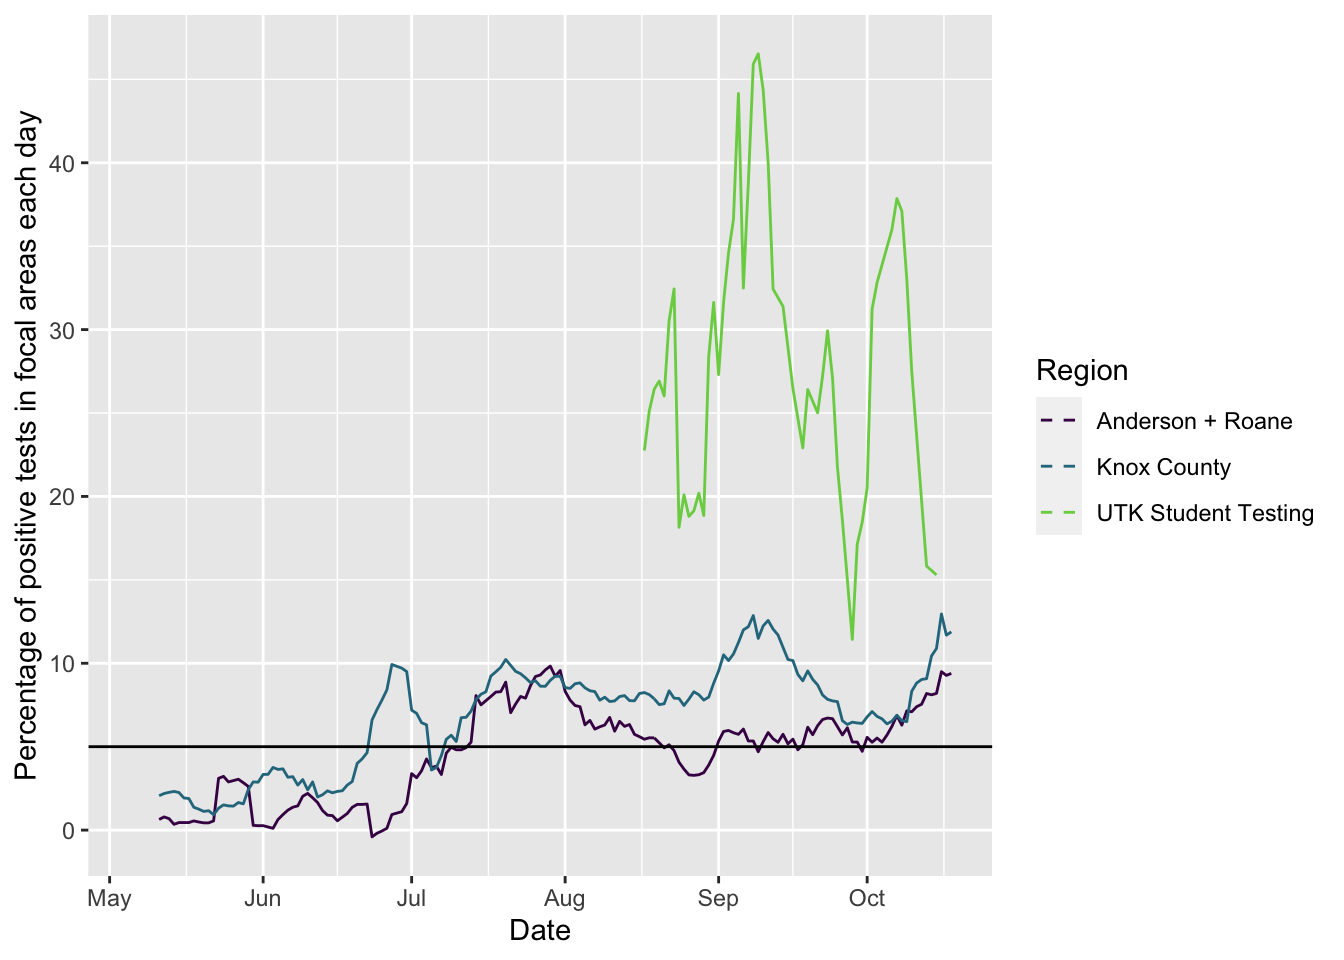 Percentage of positive tests in focal areas each day
40
30
20
10
0
May Jun Jul Aug Sep Oct
Date
Region
Anderson + Roane
Knox County
UTK Student Testing